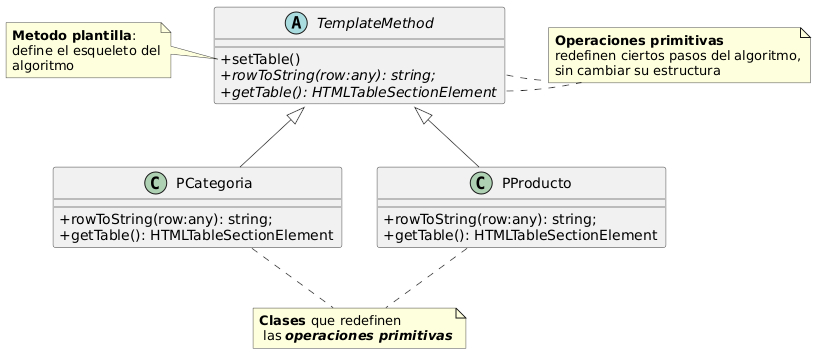 A TemplateMethod
+setTable()
+rowToString(row:any): string;
+getTable(): HTMLTableSectionElement
Metodo plantilla:
define el esqueleto del
algoritmo
Operaciones primitivas
redefinen ciertos pasos del algoritmo,
sin cambiar su estructura
C PCategoria
+rowToString(row:any): string;
+getTable(): HTMLTableSectionElement
C PProducto
+rowToString(row:any): string;
+getTable(): HTMLTableSectionElement
Clases que redefinen
las operaciones primitivas